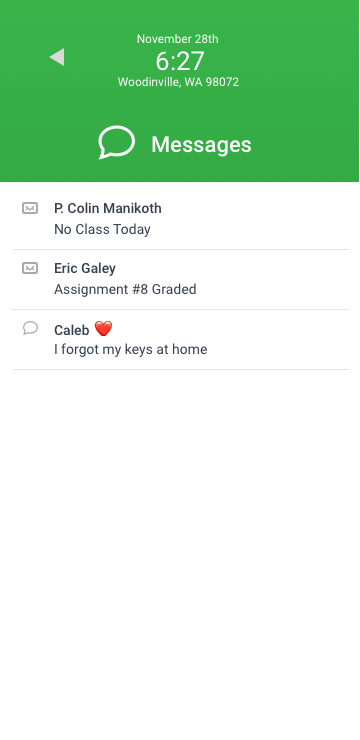 November 28th
6:27
Woodinville, WA 98072
Messages
P. Colin Manikoth
No Class Today
Eric Galey
Assignment #8 Graded
Caleb ❤️
I forgot my keys at home